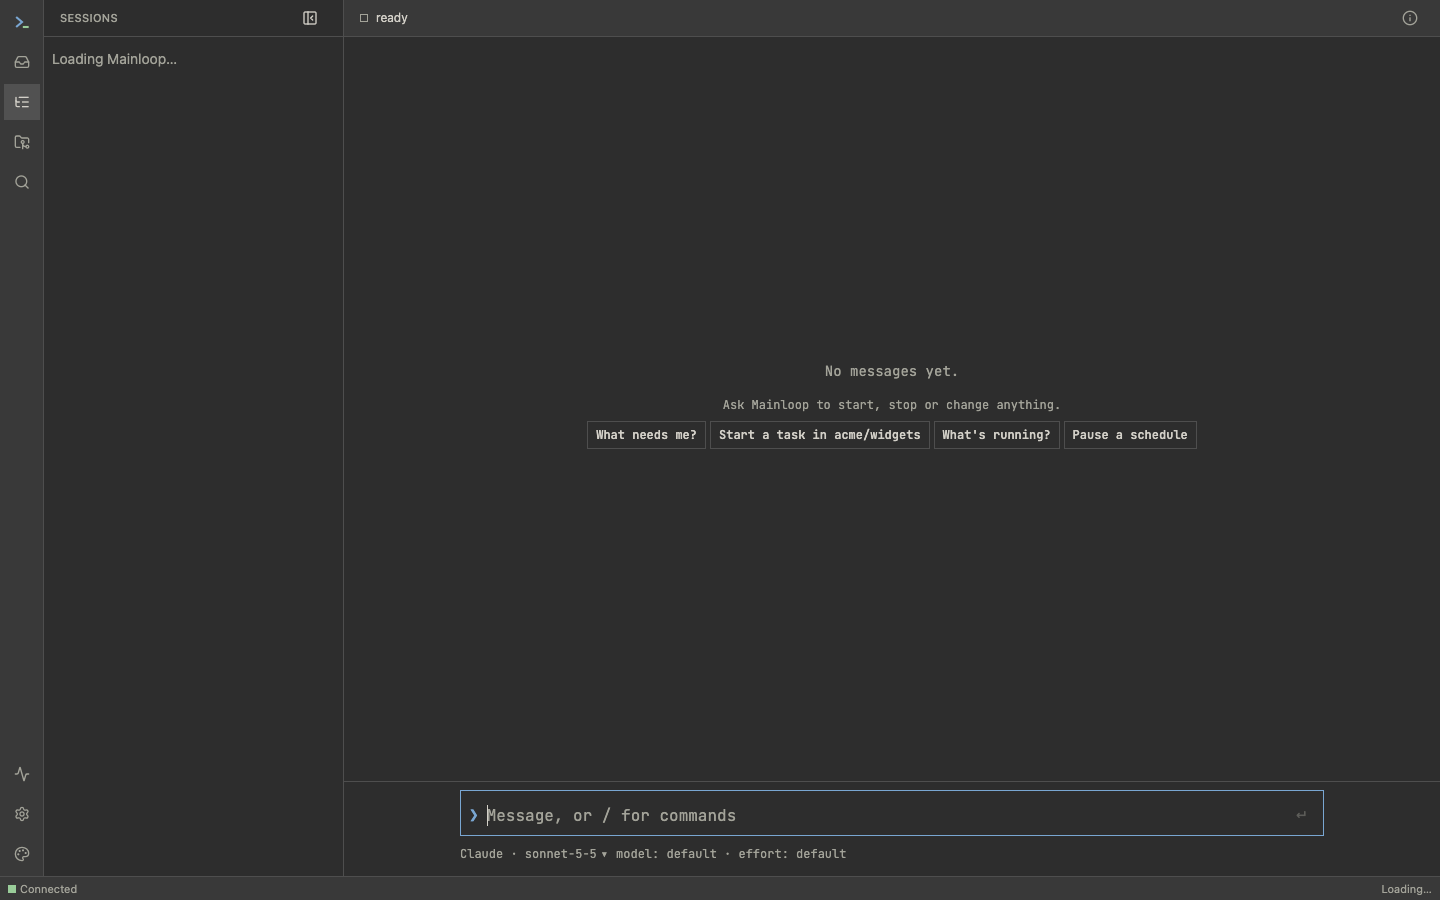 SESSIONS
ready
Loading Mainloop...
No messages yet.
Ask Mainloop to start, stop or change anything.
What needs me?
Start a task in acme/widgets
What's running?
Pause a schedule
❯ Message, or / for commands
Claude · sonnet-5-5 ▾ model: default · effort: default
Connected
Loading...